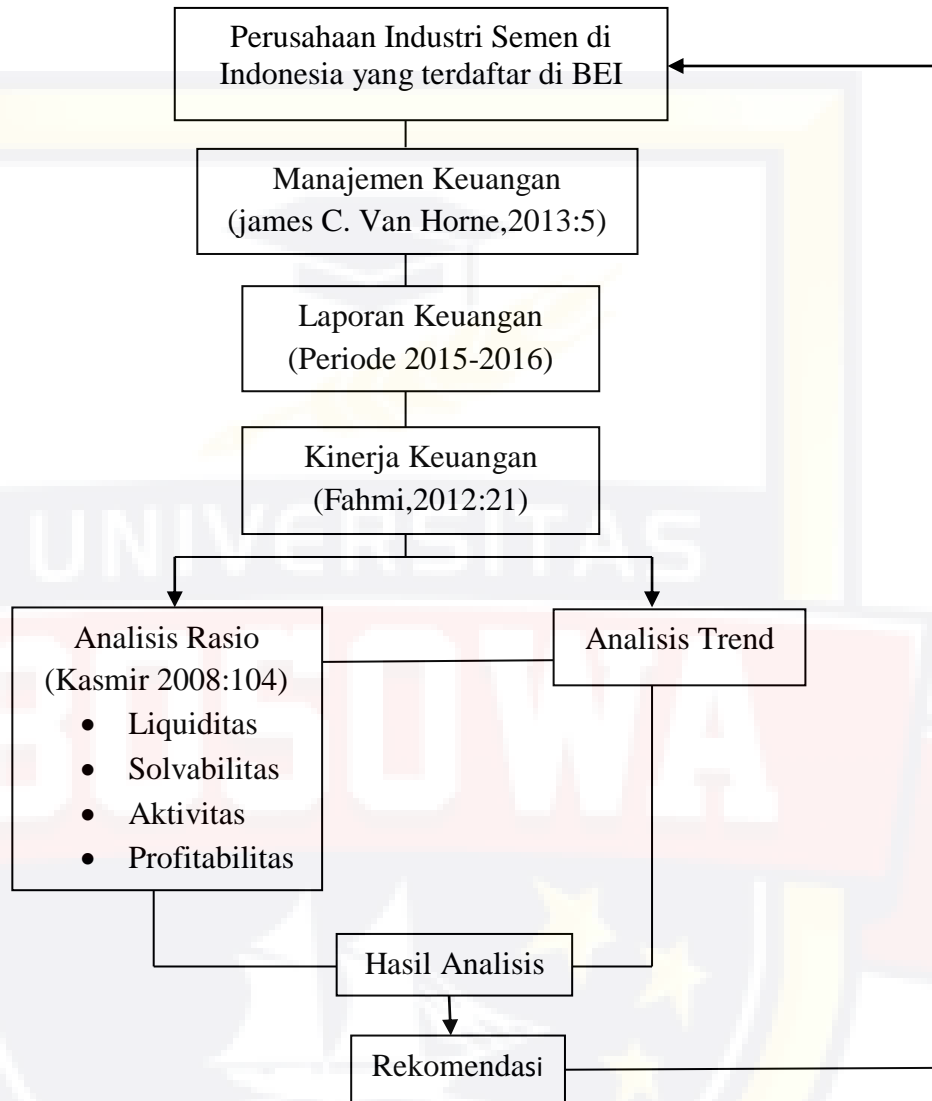 Perusahaan Industri Semen di
Indonesia yang terdaftar di BEI
Manajemen Keuangan
(james C. Van Horne,2013:5)
Laporan Keuangan
(Periode 2015-2016)
Kinerja Keuangan
(Fahmi,2012:21)
UNIVERSITAS
BOSOWA
Analisis Rasio
(Kasmir 2008:104)
• Liquiditas
• Solvabilitas
• Aktivitas
• Profitabilitas
Analisis Trend
Hasil Analisis
Rekomendasi